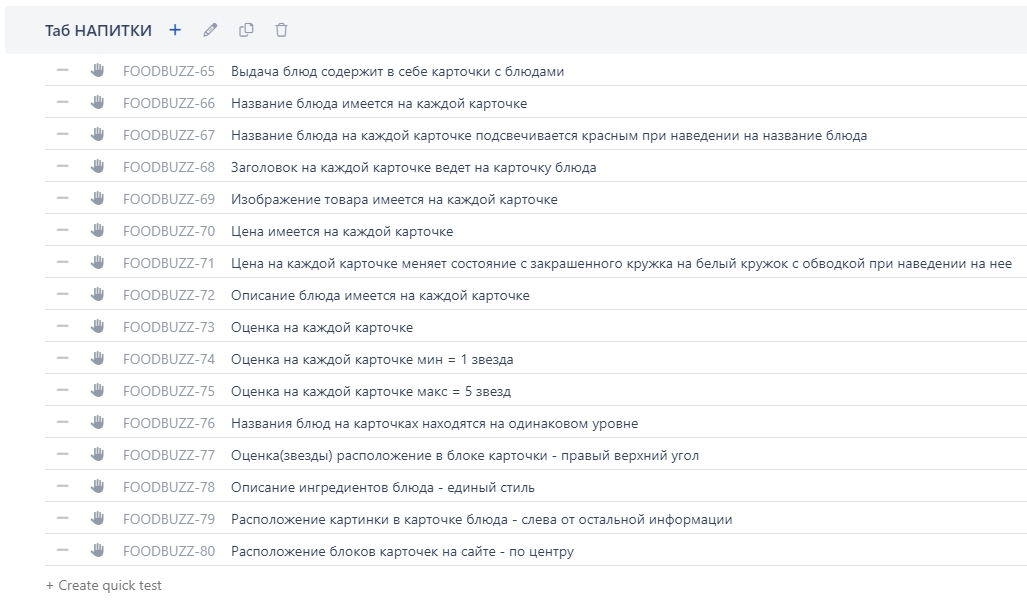 Таб НАПИТКИ
FOODBUZZ-65 Выдача блюд содержит в себе карточки с блюдами
FOODBUZZ-66 Название блюда имеется на каждой карточке
FOODBUZZ-67 Название блюда на каждой карточке подсвечивается красным при наведении на название блюда
FOODBUZZ-68 Заголовок на каждой карточке ведет на карточку блюда
FOODBUZZ-69 Изображение товара имеется на каждой карточке
FOODBUZZ-70 Цена имеется на каждой карточке
FOODBUZZ-71 Цена на каждой карточке меняет состояние с закрашенного кружка на белый кружок с обводкой при наведении на нее
FOODBUZZ-72 Описание блюда имеется на каждой карточке
FOODBUZZ-73 Оценка на каждой карточке
FOODBUZZ-74 Оценка на каждой карточке мин = 1 звезда
FOODBUZZ-75 Оценка на каждой карточке макс = 5 звезд
FOODBUZZ-76 Названия блюд на карточках находятся на одинаковом уровне
FOODBUZZ-77 Оценка(звезды) расположение в блоке карточки - правый верхний угол
FOODBUZZ-78 Описание ингредиентов блюда - единый стиль
FOODBUZZ-79 Расположение картинки в карточке блюда - слева от остальной информации
FOODBUZZ-80 Расположение блоков карточек на сайте - по центру
+ Create quick test